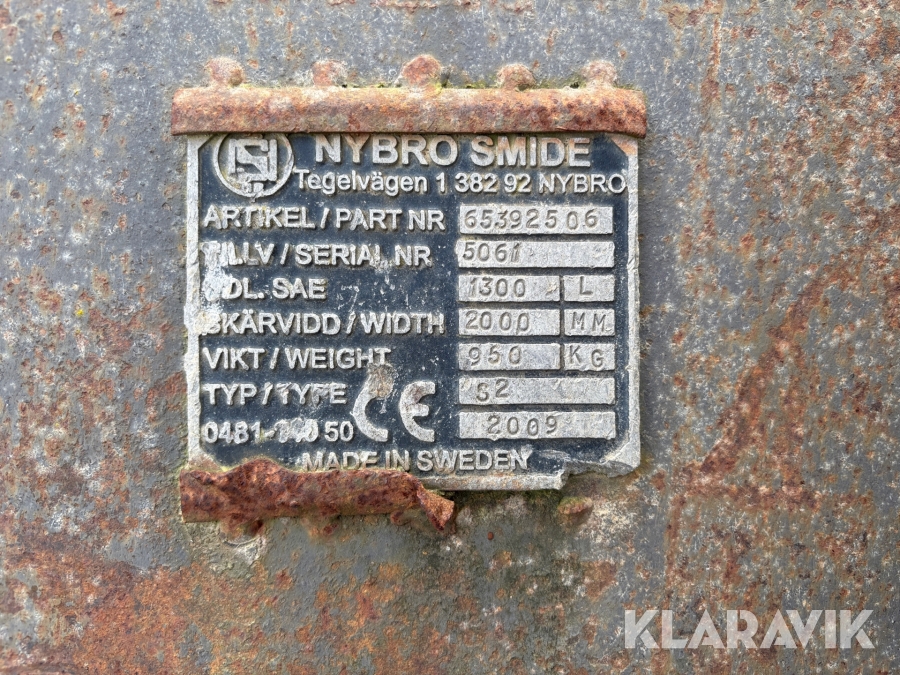 NYBRO SMIDE
Tegelvägen 1 382 92 NYBRO
ARTIKEL / PART NR 65392506
TILLV / SERIAL NR 5061
VOL. SAE 1300 L
SKÄRVIDD / WIDTH 2000 MM
VIKT / WEIGHT 950 KG
TYP / TYPE S2
2009
CE
50
MADE IN SWEDEN
KLARAVIK